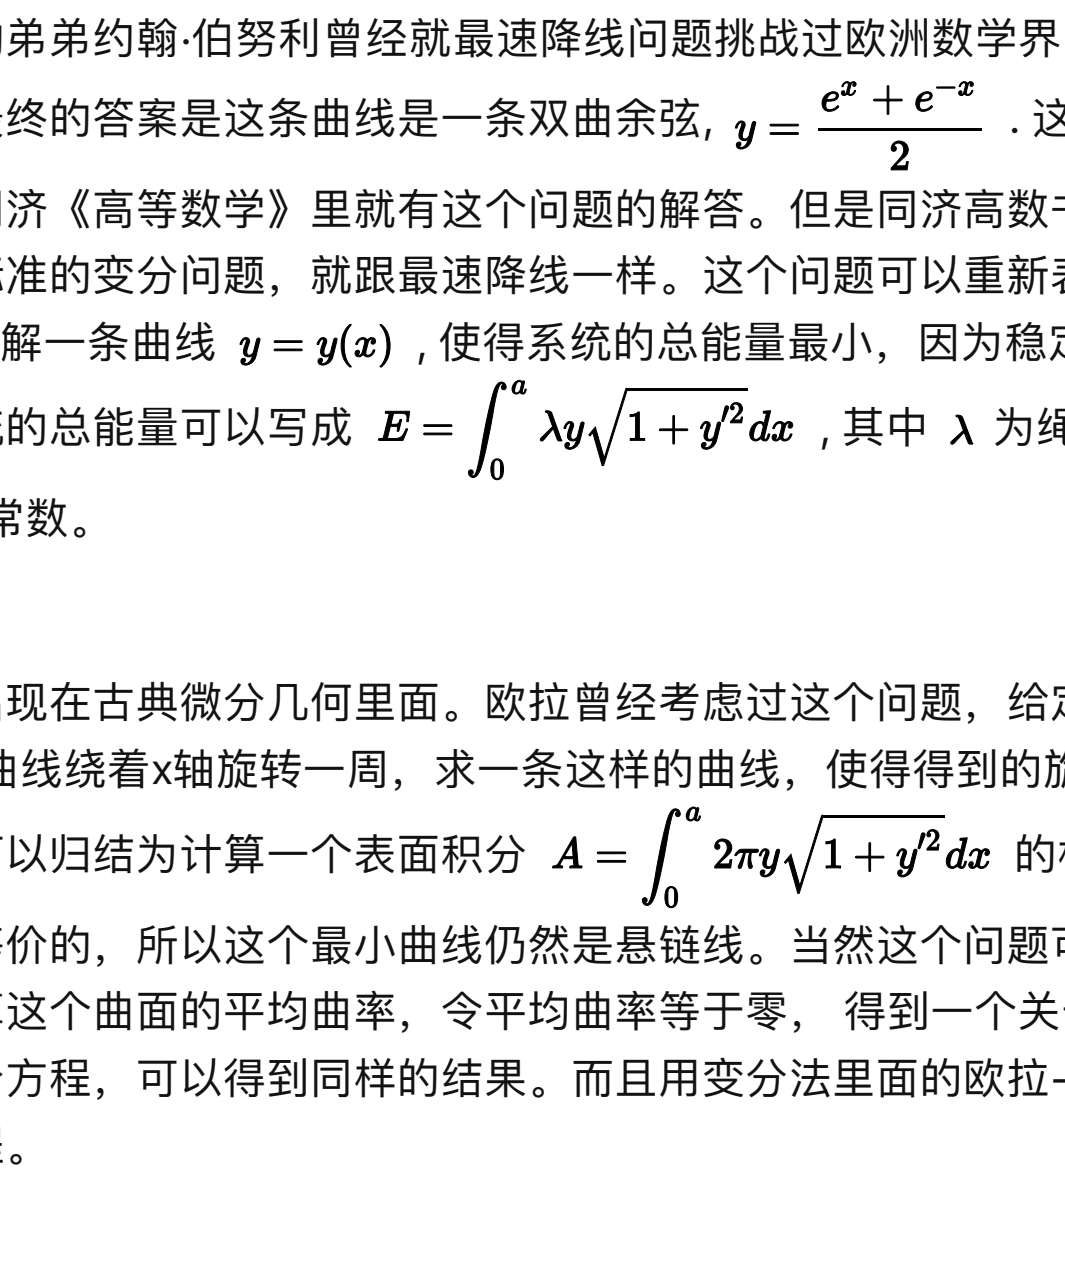 弟弟约翰·伯努利曾经就最速降线问题挑战过欧洲数学界
终的答案是这条曲线是一条双曲余弦, y = \frac{e^x + e^{-x}}{2} . 这
济《高等数学》里就有这个问题的解答。但是同济高数
准的变分问题，就跟最速降线一样。这个问题可以重新
解一条曲线 y = y(x) , 使得系统的总能量最小，因为稳
的总能量可以写成 E = \int_0^a λy\sqrt{1 + y'^2}dx , 其中 λ 为
常数。
现在古典微分几何里面。欧拉曾经考虑过这个问题，给
曲线绕着x轴旋转一周，求一条这样的曲线，使得得到的
以归结为计算一个表面积分 A = \int_0^a 2πy\sqrt{1 + y'^2}dx 的
价的，所以这个最小曲线仍然是悬链线。当然这个问题
这个曲面的平均曲率，令平均曲率等于零， 得到一个关
方程，可以得到同样的结果。而且用变分法里面的欧拉-
。